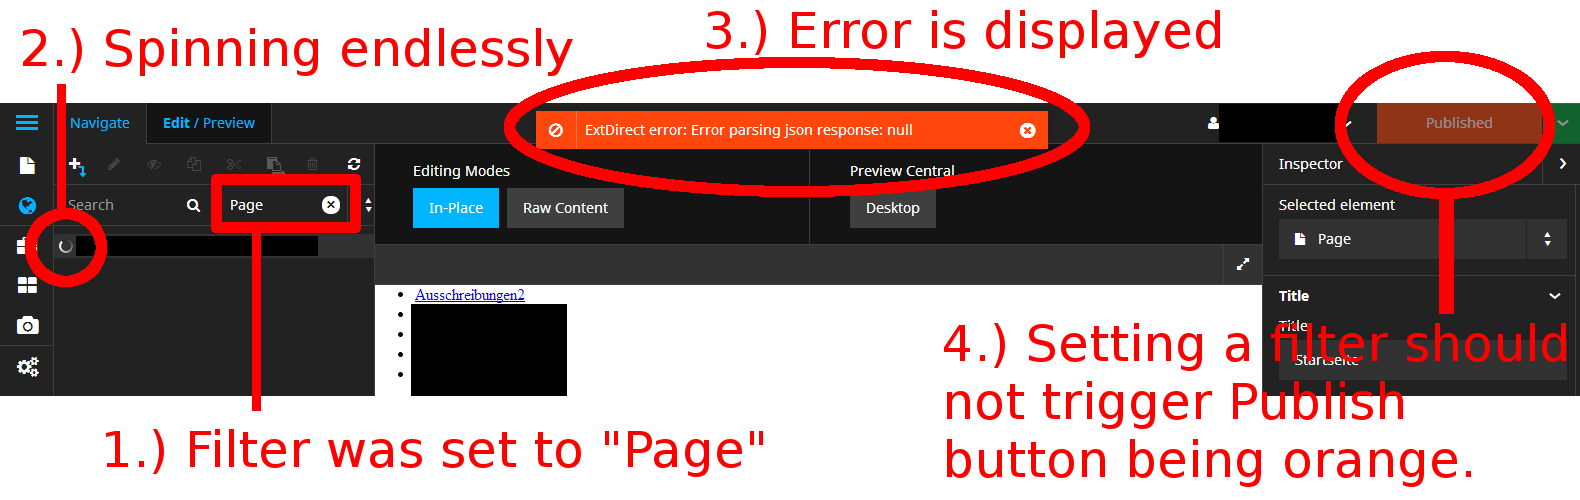 3.) Error is displayed
2.) Spinning endlessly
Navigate
Edit / Preview
ExtDirect error: Error parsing json response: null
Published
Editing Modes
Preview Central
Inspector
Search
Page
In-Place
Raw Content
Desktop
Selected element
Page
Ausschreibungen2
Title
Title
Startseite
4.) Setting a filter should
not trigger Publish
button being orange.
1.) Filter was set to "Page"